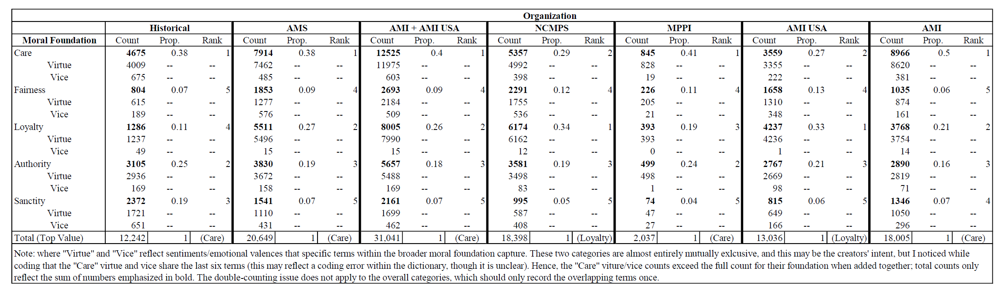 Organization
Historical AMS AMI + AMI USA NCMPS MPPI AMI USA AMI
Moral Foundation Count Prop. Rank Count Prop. Rank Count Prop. Rank Count Prop. Rank Count Prop. Rank Count Prop. Rank Count Prop. Rank
Care 4675 0.38 1 7914 0.38 1 12525 0.4 1 5357 0.29 2 845 0.41 1 3559 0.27 2 8966 0.5 1
Virtue 4009 -- -- 7462 -- -- 11975 -- -- 4992 -- -- 828 -- -- 3355 -- -- 8620 -- --
Vice 675 -- -- 485 -- -- 603 -- -- 398 -- -- 19 -- -- 222 -- -- 381 -- --
Fairness 804 0.07 5 1853 0.09 4 2693 0.09 4 2291 0.12 4 226 0.11 4 1658 0.13 4 1035 0.06 5
Virtue 615 -- -- 1277 -- -- 2184 -- -- 1755 -- -- 205 -- -- 1310 -- -- 874 -- --
Vice 189 -- -- 576 -- -- 509 -- -- 536 -- -- 21 -- -- 348 -- -- 161 -- --
Loyalty 1286 0.11 4 5511 0.27 2 8005 0.26 2 6174 0.34 1 393 0.19 3 4237 0.33 1 3768 0.21 2
Virtue 1237 -- -- 5496 -- -- 7990 -- -- 6162 -- -- 393 -- -- 4236 -- -- 3754 -- --
Vice 49 -- -- 15 -- -- 15 -- -- 12 -- -- 0 -- -- 1 -- -- 14 -- --
Authority 3105 0.25 2 3830 0.19 3 5657 0.18 3 3581 0.19 3 499 0.24 2 2767 0.21 3 2890 0.16 3
Virtue 2936 -- -- 3672 -- -- 5488 -- -- 3498 -- -- 498 -- -- 2669 -- -- 2819 -- --
Vice 169 -- -- 158 -- -- 169 -- -- 83 -- -- 1 -- -- 98 -- -- 71 -- --
Sanctity 2372 0.19 3 1541 0.07 5 2161 0.07 5 995 0.05 5 74 0.04 5 815 0.06 5 1346 0.07 4
Virtue 1721 -- -- 1110 -- -- 1699 -- -- 587 -- -- 47 -- -- 649 -- -- 1050 -- --
Vice 651 -- -- 431 -- -- 462 -- -- 408 -- -- 27 -- -- 166 -- -- 296 -- --
Total (Top Value) 12,242 1 (Care) 20,649 1 (Care) 31,041 1 (Care) 18,398 1 (Loyalty) 2,037 1 (Care) 13,036 1 (Loyalty) 18,005 1 (Care)
Note: where "Virtue" and "Vice" reflect sentiments/emotional valences that specific terms within the broader moral foundation capture. These two categories are almost entirely mutually exlcusive, and this may be the creators' intent, but I noticed while
coding that the "Care" virtue and vice share the last six terms (this may reflect a coding error within the dictionary, though it is unclear). Hence, the "Care" viture/vice counts exceed the full count for their foundation when added together; total counts only
reflect the sum of numbers emphasized in bold. The double-counting issue does not apply to the overall categories, which should only record the overlapping terms once.